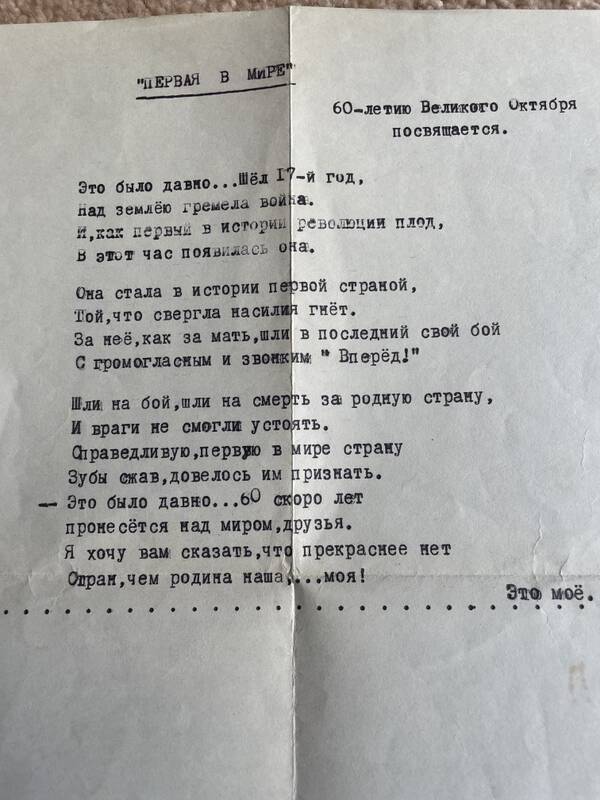 "ПЕРВАЯ В МИРЕ"
60-летию Великого Октября
посвящается.
Это было давно...Шёл 17-й год,
Над землёю гремела война.
И,как первый в истории революции плод,
В этот час появилась она.
Она стала в истории первой страной,
Той,что свергла насилия гнёт.
За неё,как за мать,шли в последний свой бой
С громогласным и звонким " Вперёд!"
Шли на бой,шли на смерть за родную страну,
И враги не смогли устоять.
Справедливую,первую в мире страну
Зубы сжав,довелось им признать.
— Это было давно...60 скоро лет
пронесётся над миром,друзья.
Я хочу вам сказать,что прекраснее нет
Стран,чем родина наша,...моя!
Это моё.